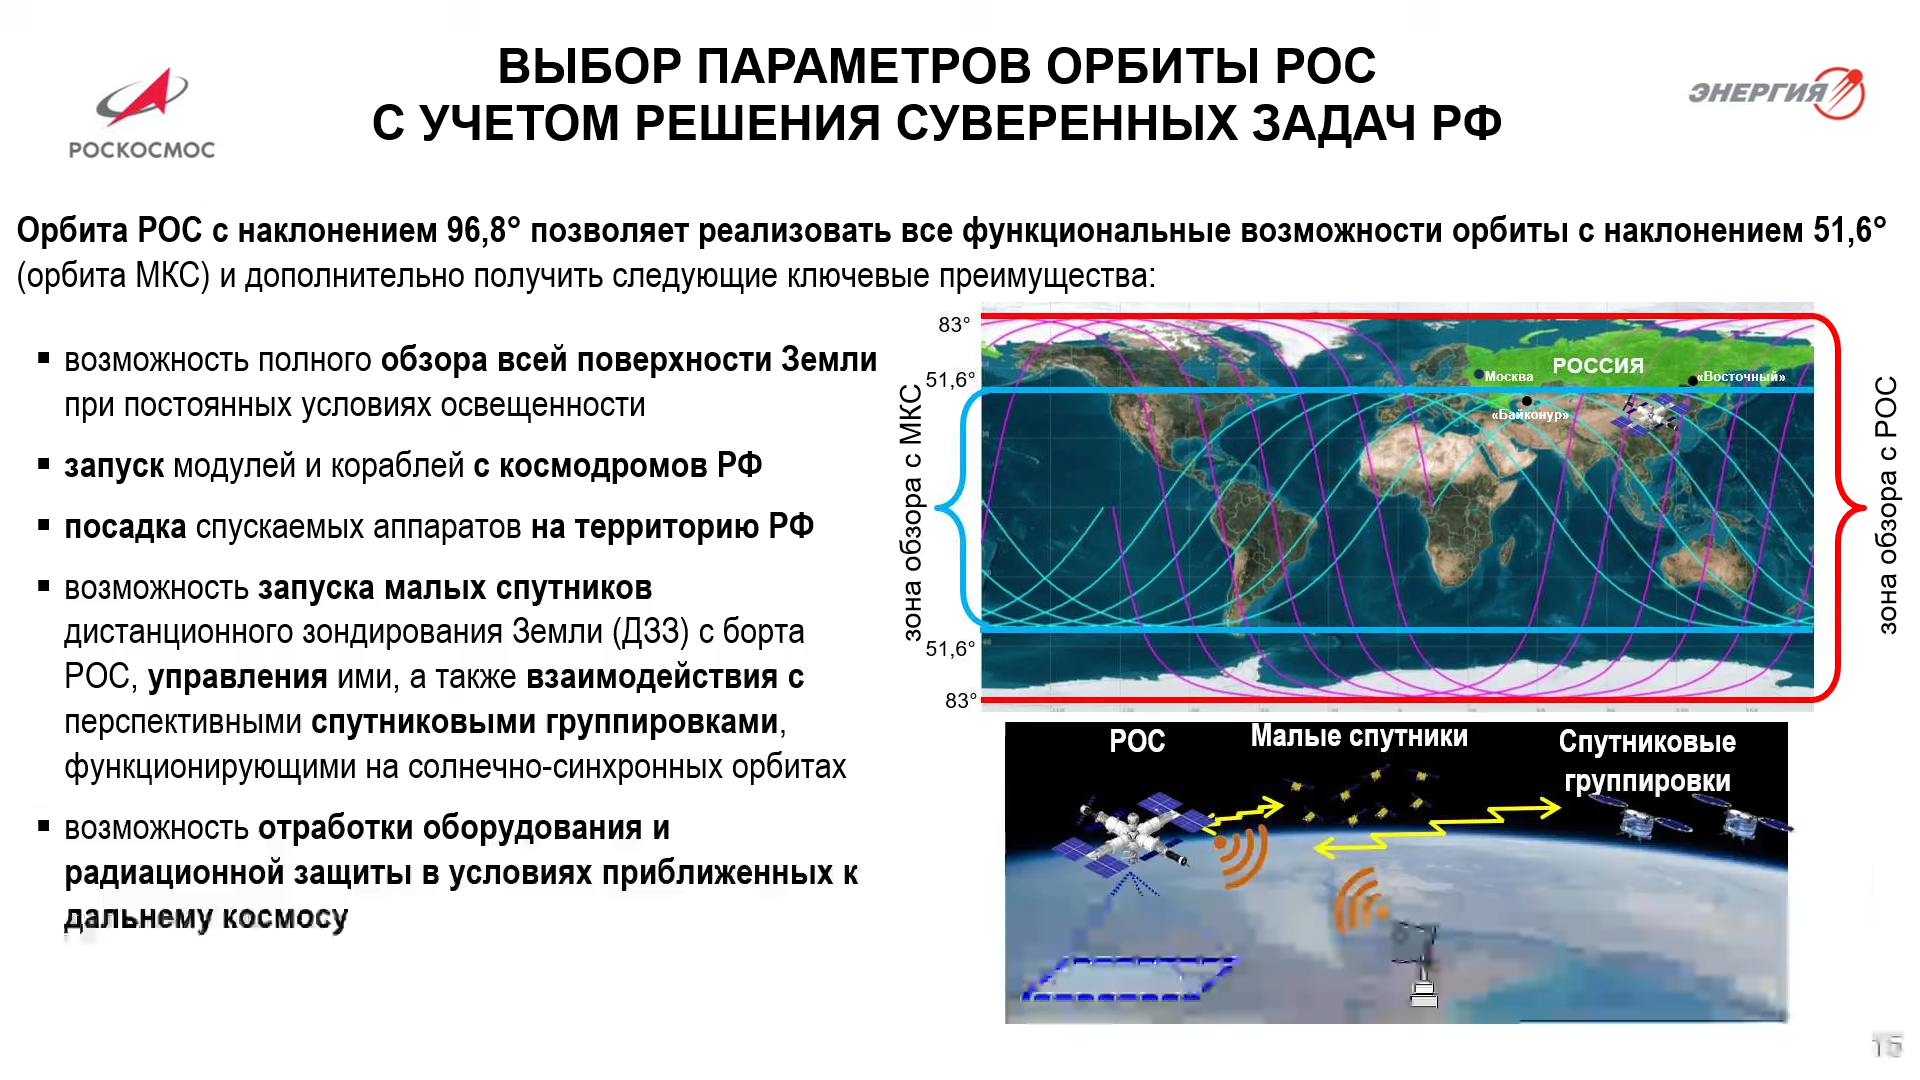 ВЫБОР ПАРАМЕТРОВ ОРБИТЫ РОС
С УЧЕТОМ РЕШЕНИЯ СУВЕРЕННЫХ ЗАДАЧ РФ
РОСКОСМОС
ЭНЕРГИЯ
Орбита РОС с наклонением 96,8° позволяет реализовать все функциональные возможности орбиты с наклонением 51,6°
(орбита МКС) и дополнительно получить следующие ключевые преимущества:
▪ возможность полного обзора всей поверхности Земли
при постоянных условиях освещенности
▪ запуск модулей и кораблей с космодромов РФ
▪ посадка спускаемых аппаратов на территорию РФ
▪ возможность запуска малых спутников
дистанционного зондирования Земли (ДЗЗ) с борта
РОС, управления ими, а также взаимодействия с
перспективными спутниковыми группировками,
функционирующими на солнечно-синхронных орбитах
▪ возможность отработки оборудования и
радиационной защиты в условиях приближенных к
дальнему космосу
83°
51,6°
зона обзора с МКС
51,6°
83°
РОССИЯ
Москва
«Восточный»
«Байконур»
зона обзора с РОС
РОС
Малые спутники
Спутниковые
группировки
15